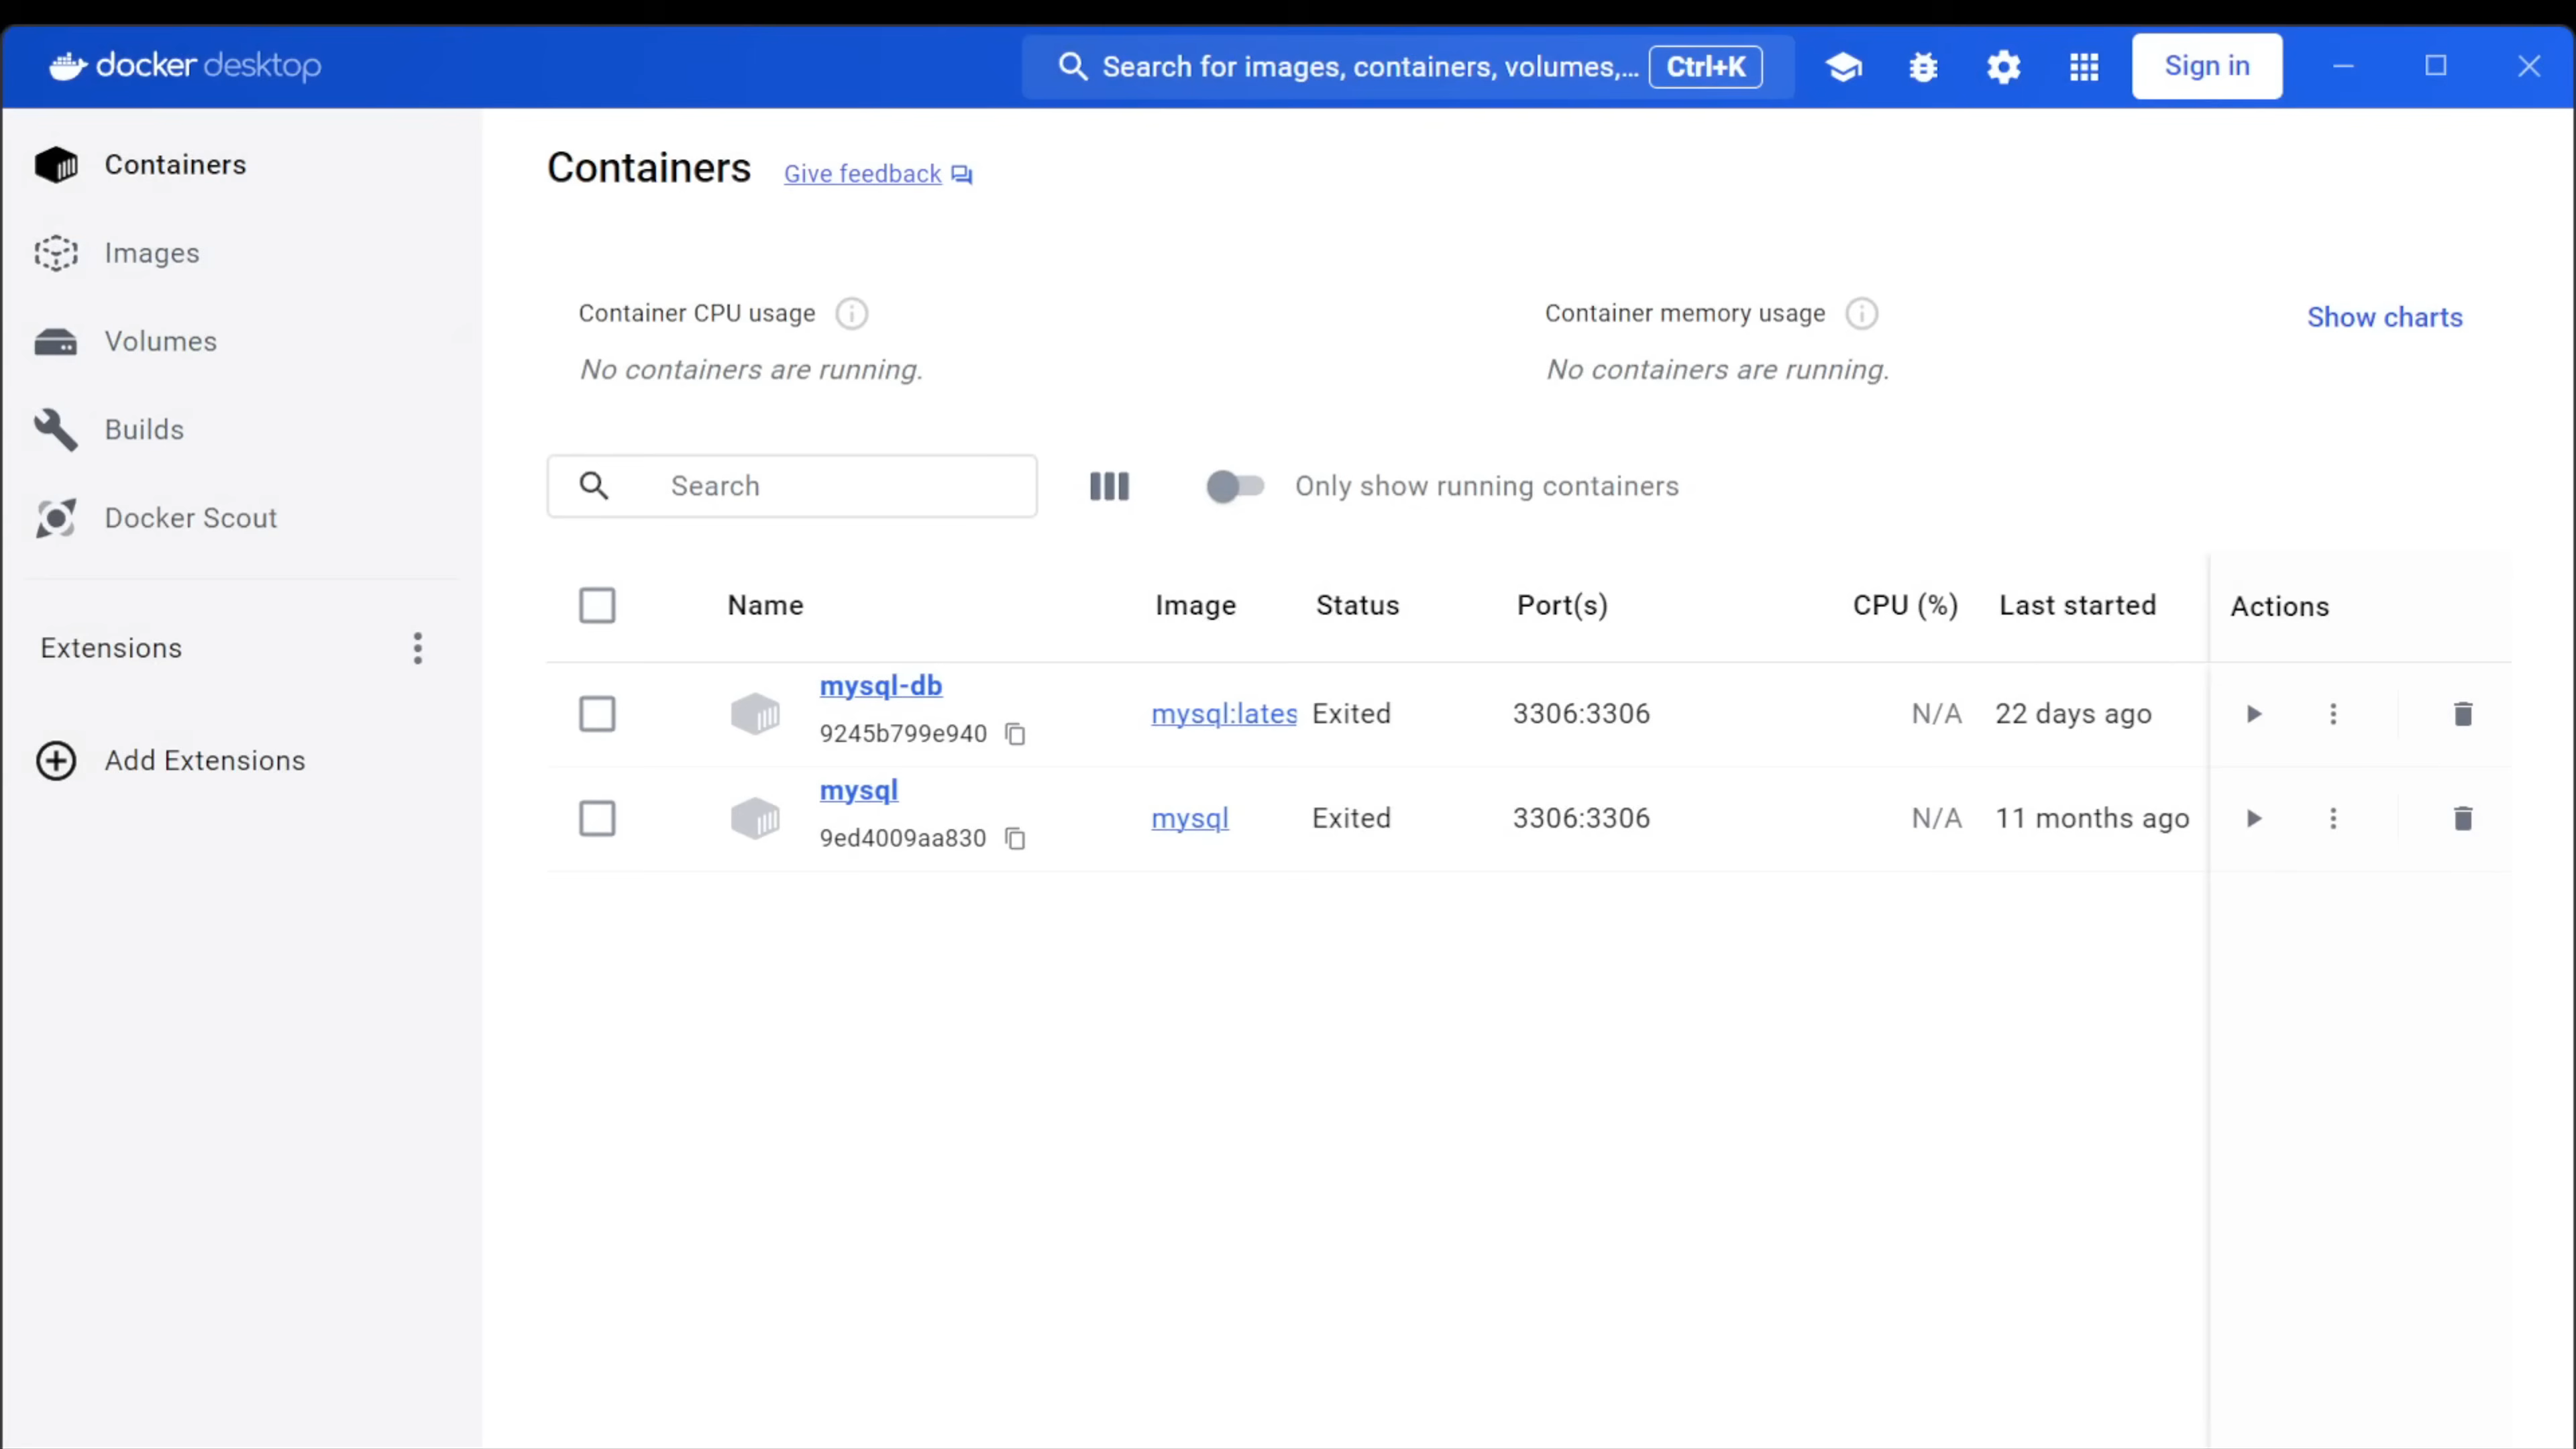 docker desktop
Search for images, containers, volumes,... Ctrl+K
Sign in
Containers
Images
Volumes
Builds
Docker Scout
Extensions
Add Extensions
Containers Give feedback
Container CPU usage
No containers are running.
Container memory usage
No containers are running.
Show charts
Search
Only show running containers
Name Image Status Port(s) CPU (%) Last started Actions
mysql-db
9245b799e940
mysql:lates Exited 3306:3306 N/A 22 days ago
mysql
9ed4009aa830
mysql Exited 3306:3306 N/A 11 months ago